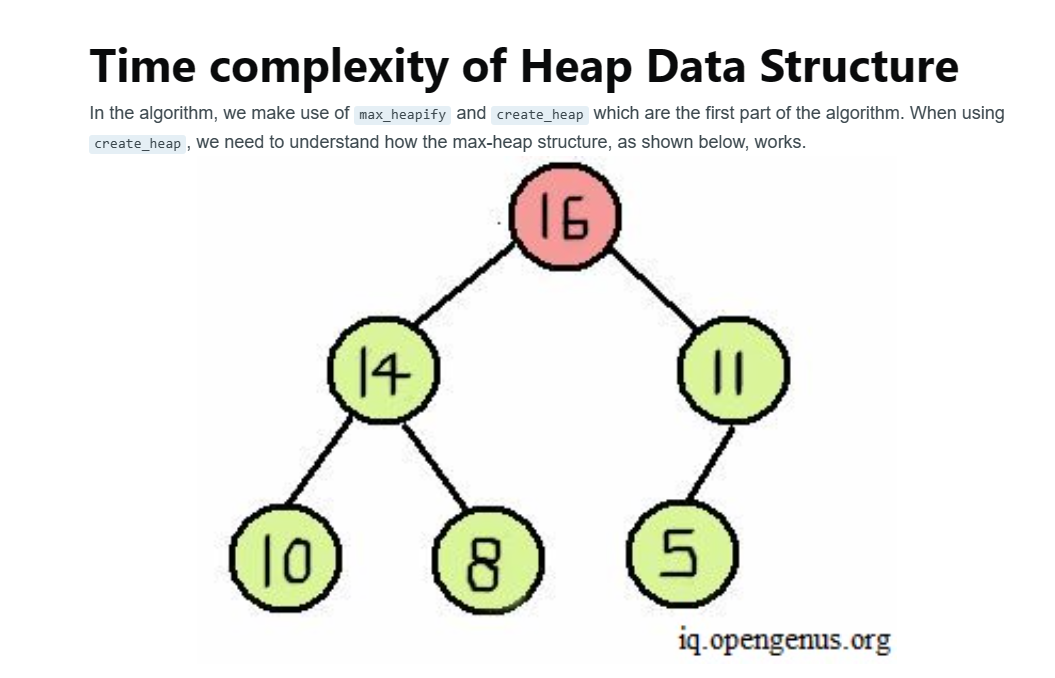 Time complexity of Heap Data Structure
In the algorithm, we make use of max_heapify and create_heap which are the first part of the algorithm. When using
create_heap , we need to understand how the max-heap structure, as shown below, works.
16
14
11
10
8
5
iq.opengenus.org